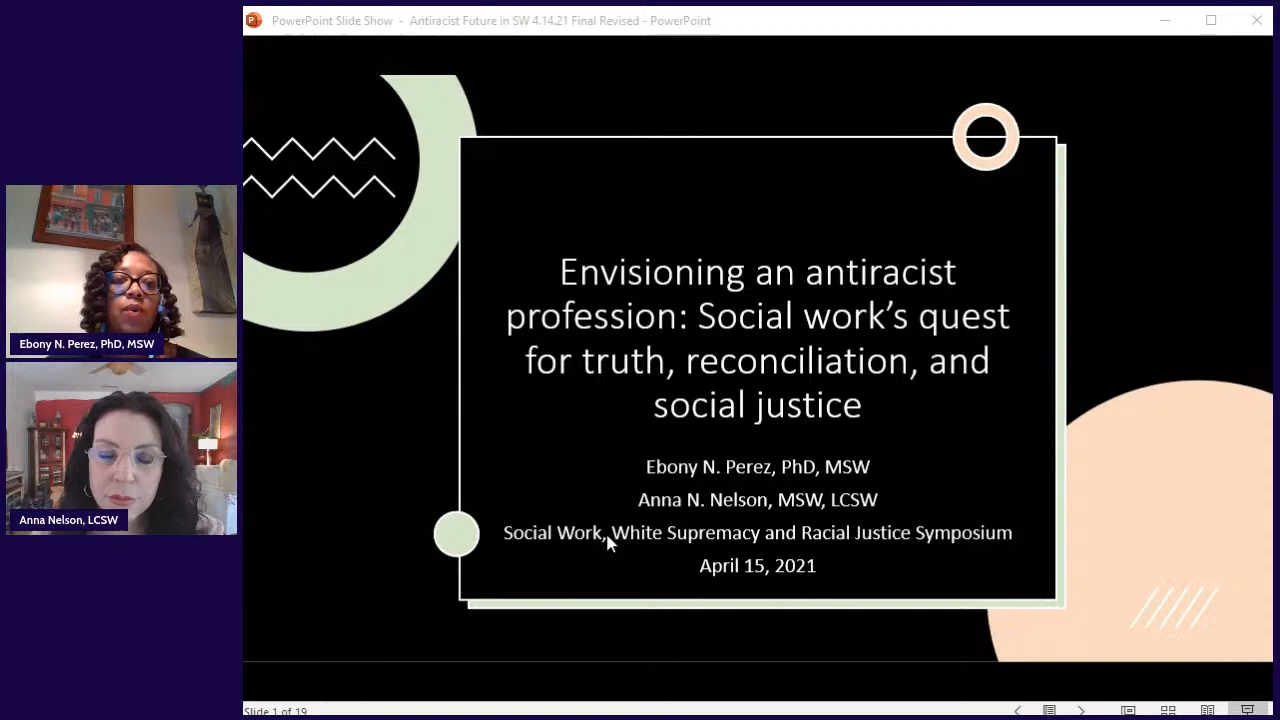 PowerPoint Slide Show - Antiracist Future in SW 4.14.21 Final Revised - PowerPoint
Envisioning an antiracist
profession: Social work's quest
for truth, reconciliation, and
social justice
Ebony N. Perez, PhD, MSW
Anna N. Nelson, MSW, LCSW
Social Work, White Supremacy and Racial Justice Symposium
April 15, 2021
Ebony N. Perez, PhD, MSW
Anna Nelson, LCSW
Slide 1 of 19